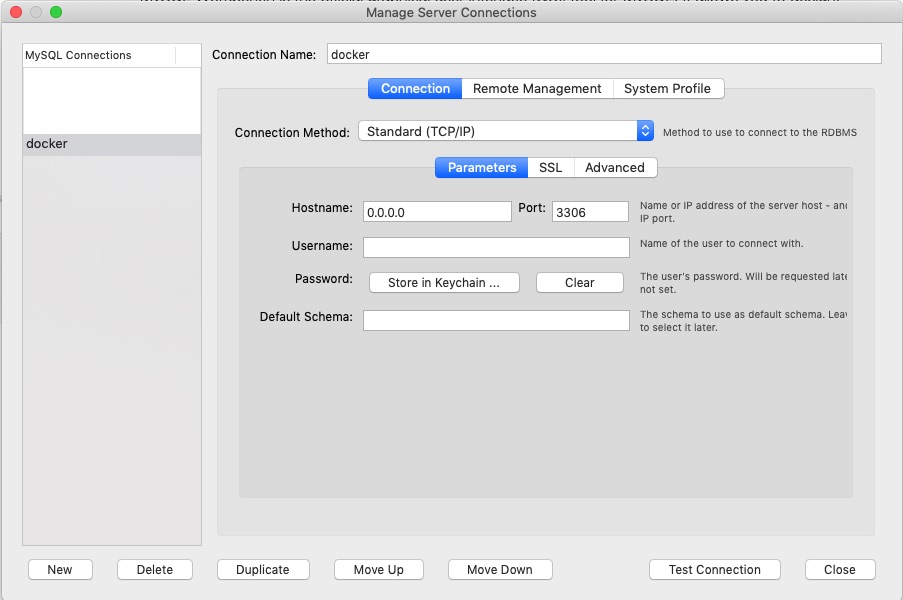 Manage Server Connections
MySQL Connections
docker
Connection Name: docker
Connection Remote Management System Profile
Connection Method: Standard (TCP/IP) Method to use to connect to the RDBMS
Parameters SSL Advanced
Hostname: 0.0.0.0 Port: 3306 Name or IP address of the server host - and
IP port.
Username: Name of the user to connect with.
Password: Store in Keychain ... Clear The user's password. Will be requested late
not set.
Default Schema: The schema to use as default schema. Leav
to select it later.
New Delete Duplicate Move Up Move Down Test Connection Close